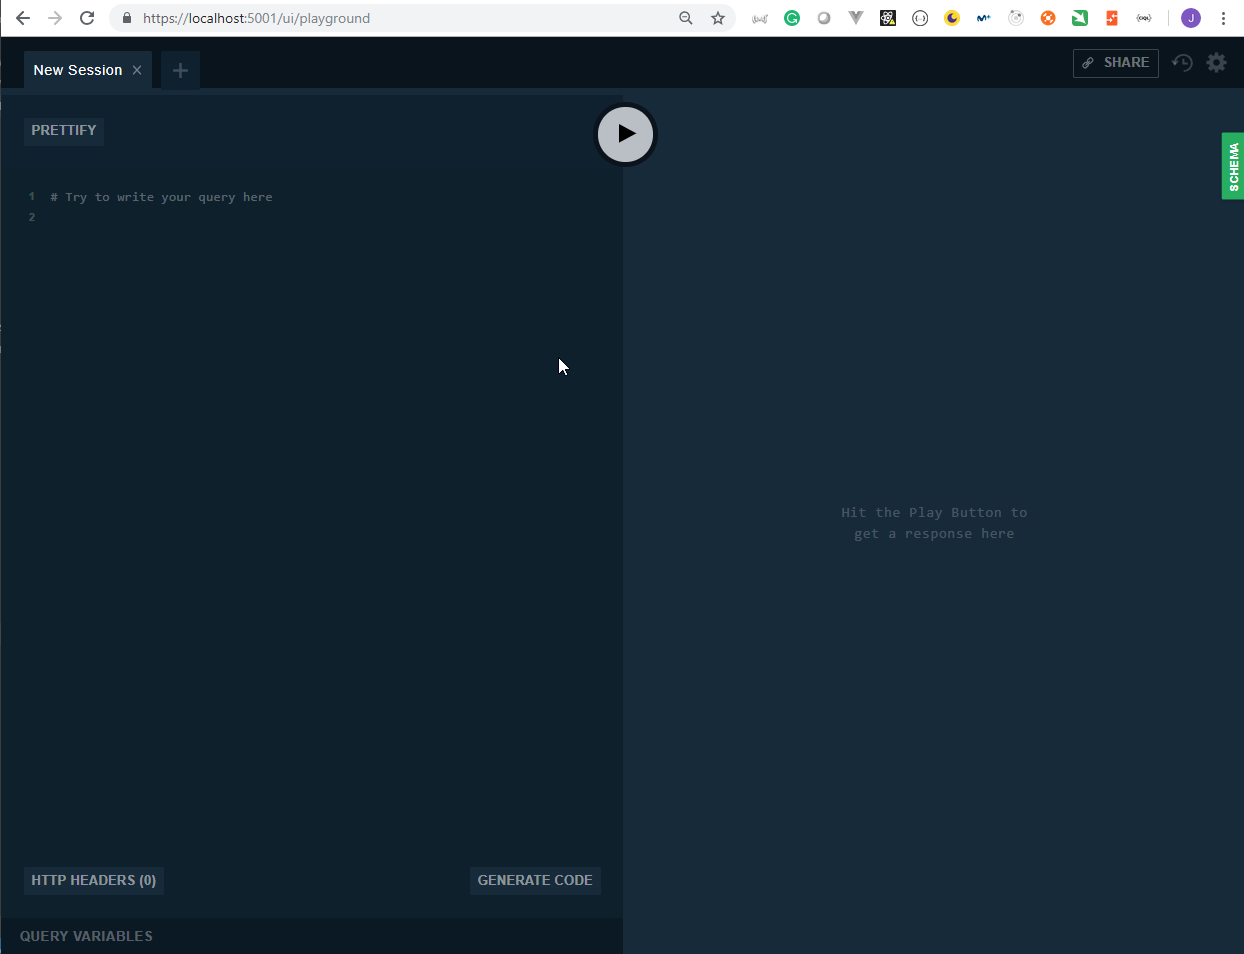 https://localhost:5001/ui/playground
J
New Session
SHARE
PRETTIFY
SCHEMA
1 # Try to write your query here
2
Hit the Play Button to
get a response here
HTTP HEADERS (0)
GENERATE CODE
QUERY VARIABLES